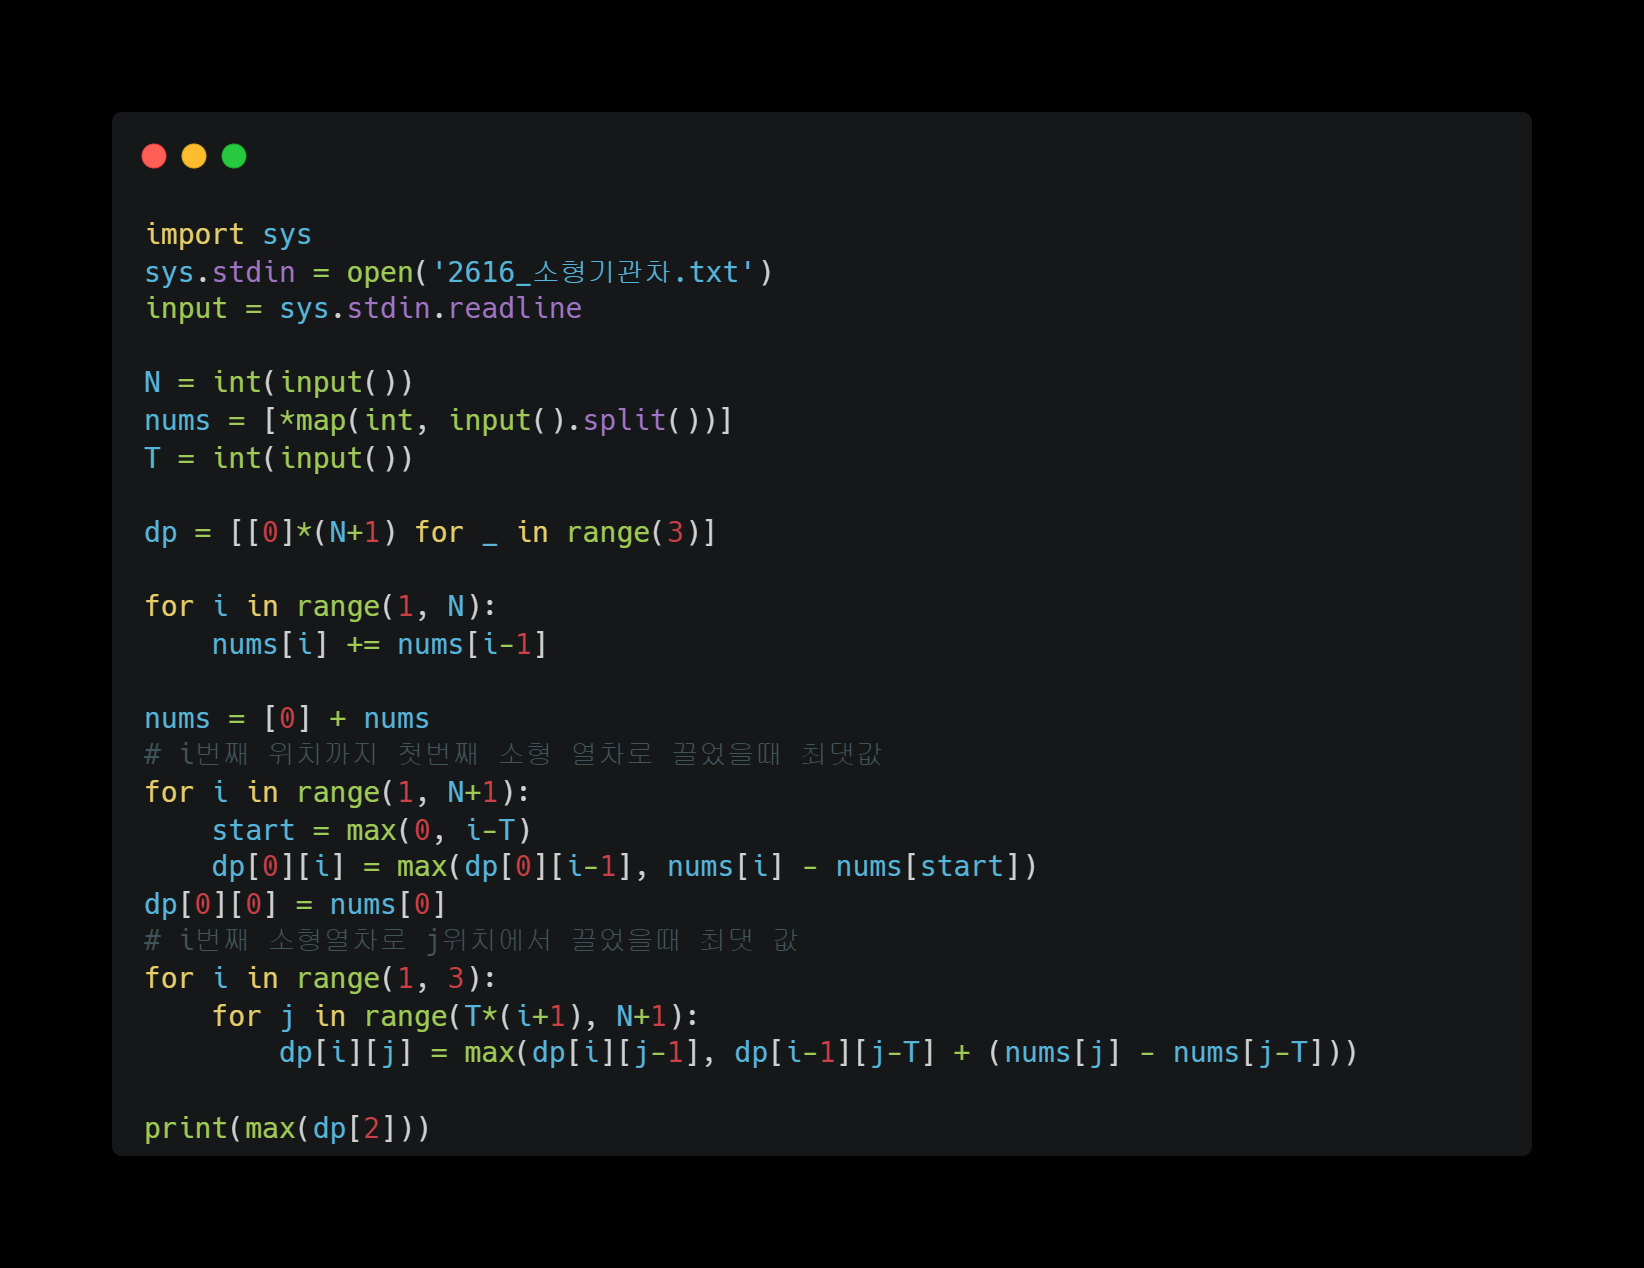 import sys
sys.stdin = open('2616_소형기관차.txt')
input = sys.stdin.readline
N = int(input())
nums = [*map(int, input().split())]
T = int(input())
dp = [[0]*(N+1) for _ in range(3)]
for i in range(1, N):
    nums[i] += nums[i-1]
nums = [0] + nums
# i번째 위치까지 첫번째 소형 열차로 끌었을때 최댓값
for i in range(1, N+1):
    start = max(0, i-T)
    dp[0][i] = max(dp[0][i-1], nums[i] - nums[start])
dp[0][0] = nums[0]
# i번째 소형열차로 j위치에서 끌었을때 최댓 값
for i in range(1, 3):
    for j in range(T*(i+1), N+1):
        dp[i][j] = max(dp[i][j-1], dp[i-1][j-T] + (nums[j] - nums[j-T]))
print(max(dp[2]))